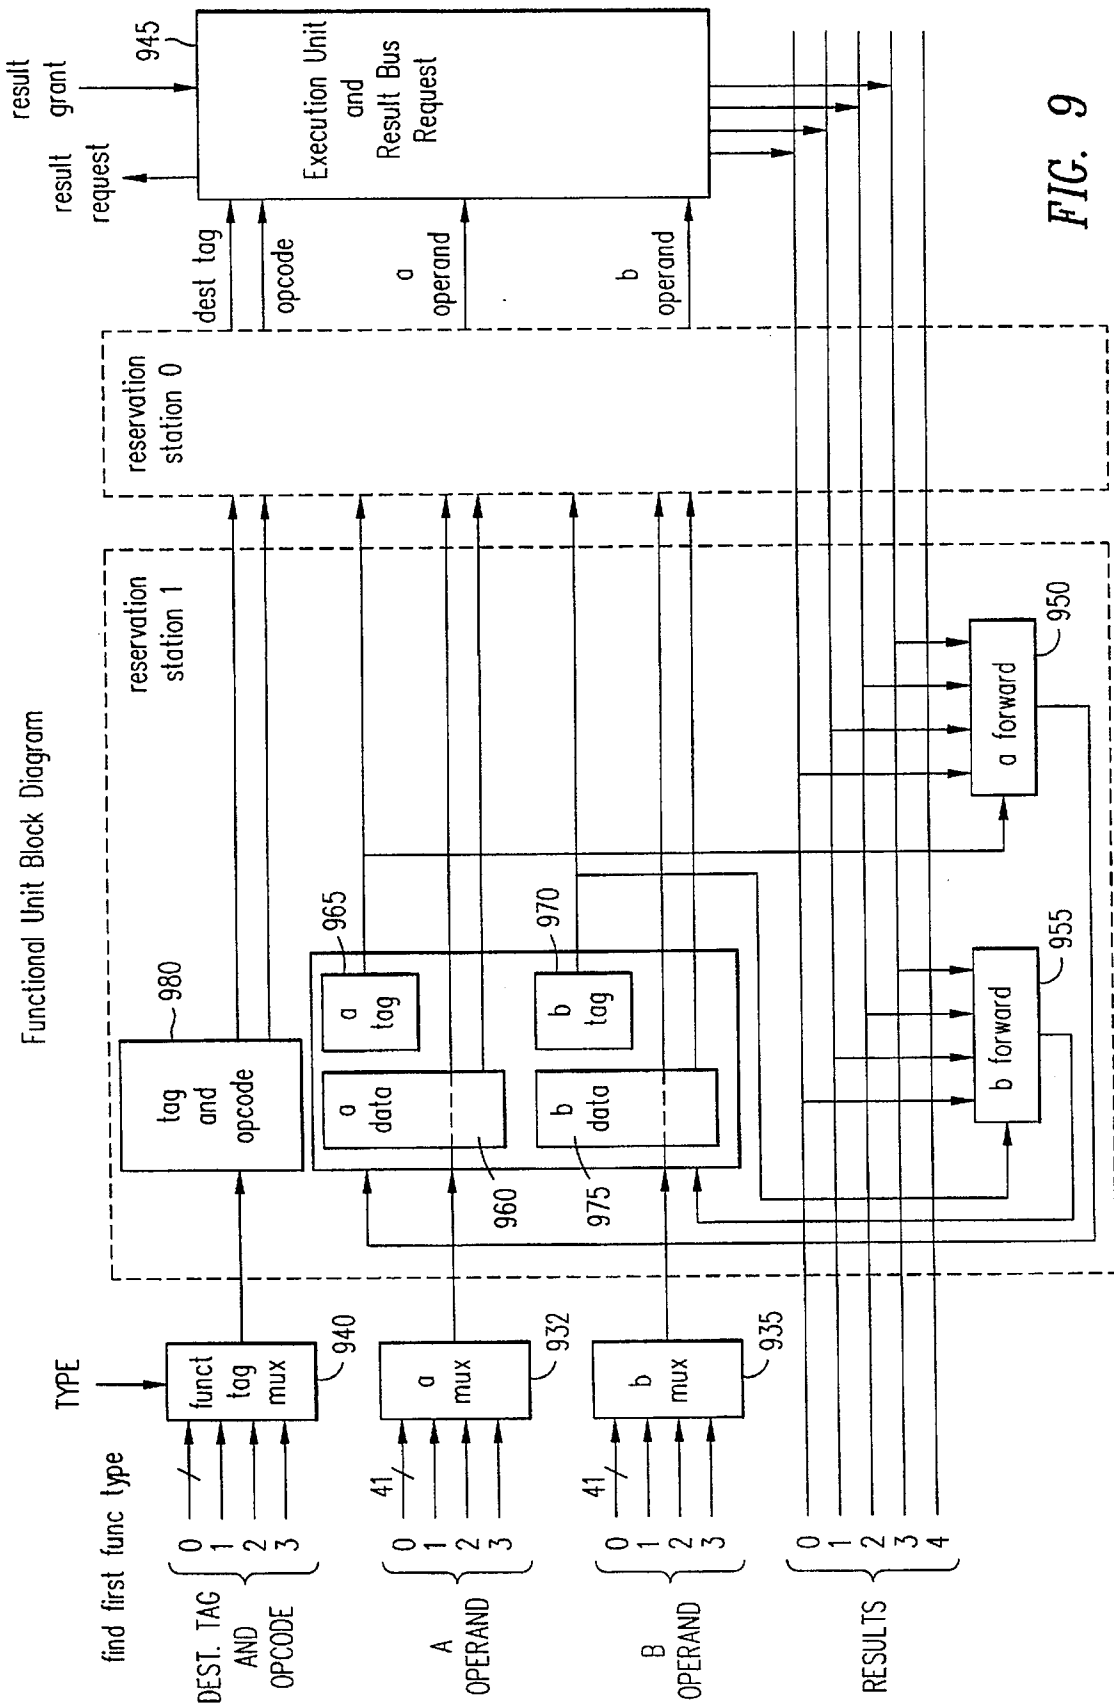 Functional Unit Block Diagram
find first func type
TYPE
DEST. TAG
AND
OPCODE
0
1
2
3
funct
tag
mux
940
A
OPERAND
41
0
1
2
3
a
mux
932
B
OPERAND
41
0
1
2
3
b
mux
935
RESULTS
0
1
2
3
4
reservation
station 1
tag
and
opcode
980
a
data
960
a
tag
965
b
data
975
b
tag
970
b forward
955
a forward
950
reservation
station 0
dest tag
opcode
a
operand
b
operand
result
request
result
grant
Execution Unit
and
Result Bus
Request
945
FIG. 9